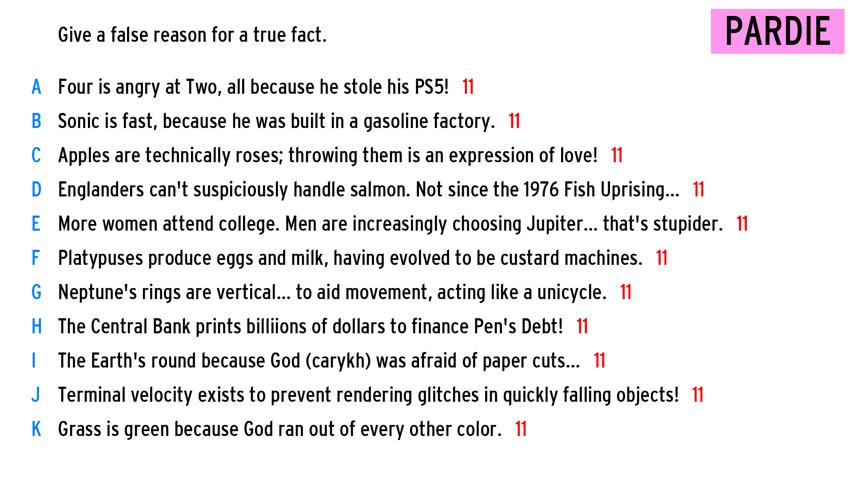 Give a false reason for a true fact.
PARDIE
A Four is angry at Two, all because he stole his PS5! 11
B Sonic is fast, because he was built in a gasoline factory. 11
C Apples are technically roses; throwing them is an expression of love! 11
D Englanders can't suspiciously handle salmon. Not since the 1976 Fish Uprising... 11
E More women attend college. Men are increasingly choosing Jupiter... that's stupider. 11
F Platypuses produce eggs and milk, having evolved to be custard machines. 11
G Neptune's rings are vertical... to aid movement, acting like a unicycle. 11
H The Central Bank prints billiions of dollars to finance Pen's Debt! 11
I The Earth's round because God (carykh) was afraid of paper cuts... 11
J Terminal velocity exists to prevent rendering glitches in quickly falling objects! 11
K Grass is green because God ran out of every other color. 11